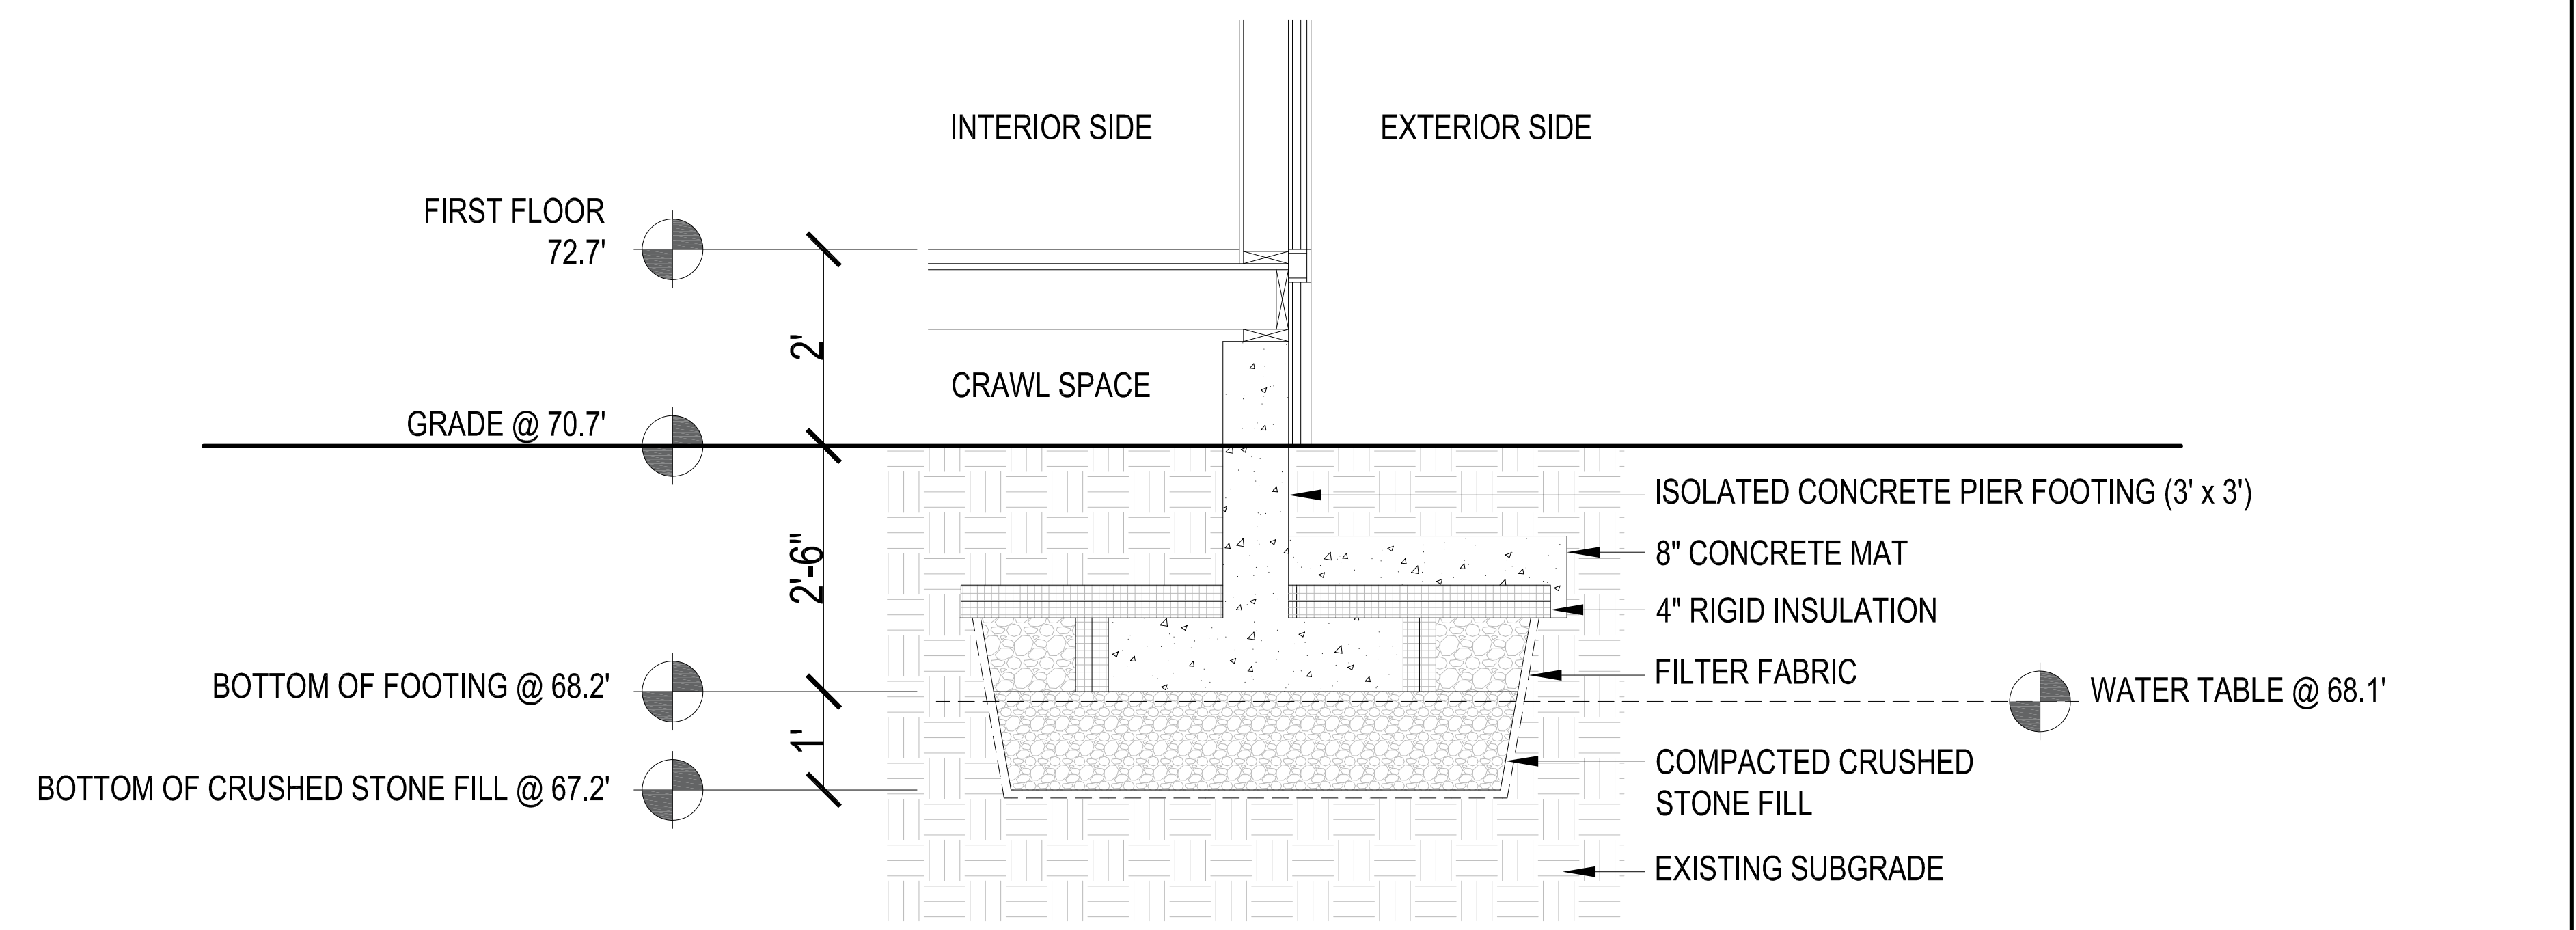 INTERIOR SIDE
EXTERIOR SIDE
FIRST FLOOR
72.7'
2'
CRAWL SPACE
GRADE @ 70.7'
ISOLATED CONCRETE PIER FOOTING (3' x 3')
8" CONCRETE MAT
2'-6"
4" RIGID INSULATION
FILTER FABRIC
BOTTOM OF FOOTING @ 68.2'
WATER TABLE @ 68.1'
1'
COMPACTED CRUSHED
STONE FILL
BOTTOM OF CRUSHED STONE FILL @ 67.2'
EXISTING SUBGRADE